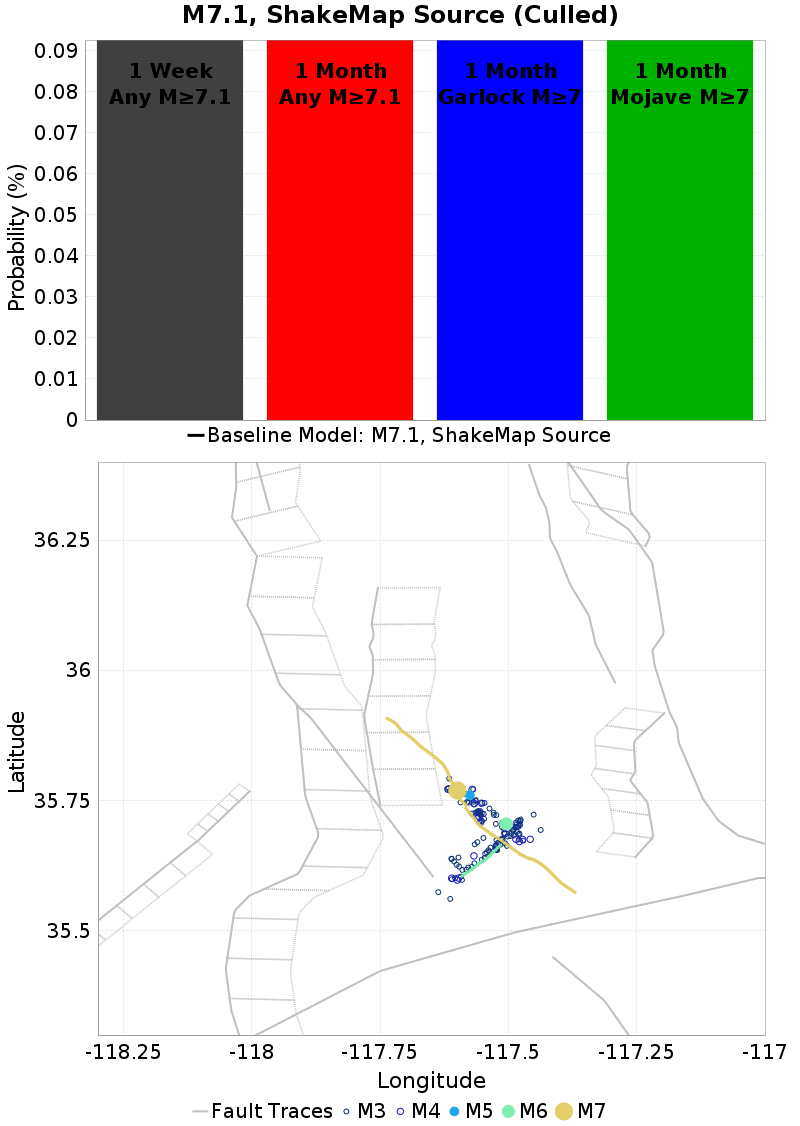 M7.1, ShakeMap Source (Culled)
Probability (%)
0.09
0.08
0.07
0.06
0.05
0.04
0.03
0.02
0.01
0
1 Week
Any M≥7.1
1 Month
Any M≥7.1
1 Month
Garlock M≥7
1 Month
Mojave M≥7
Baseline Model: M7.1, ShakeMap Source
Latitude
36.25
36
35.75
35.5
-118.25 -118 -117.75 -117.5 -117.25 -117
Longitude
Fault Traces M3 M4 M5 M6 M7